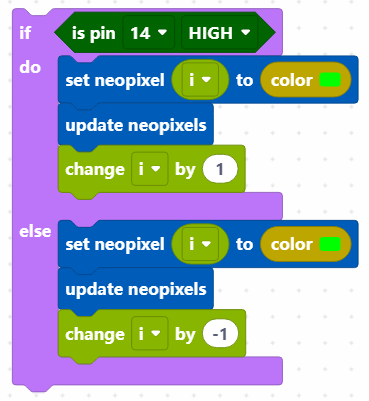 if is pin 14 HIGH
do
set neopixel i to color
update neopixels
change i by 1
else
set neopixel i to color
update neopixels
change i by -1